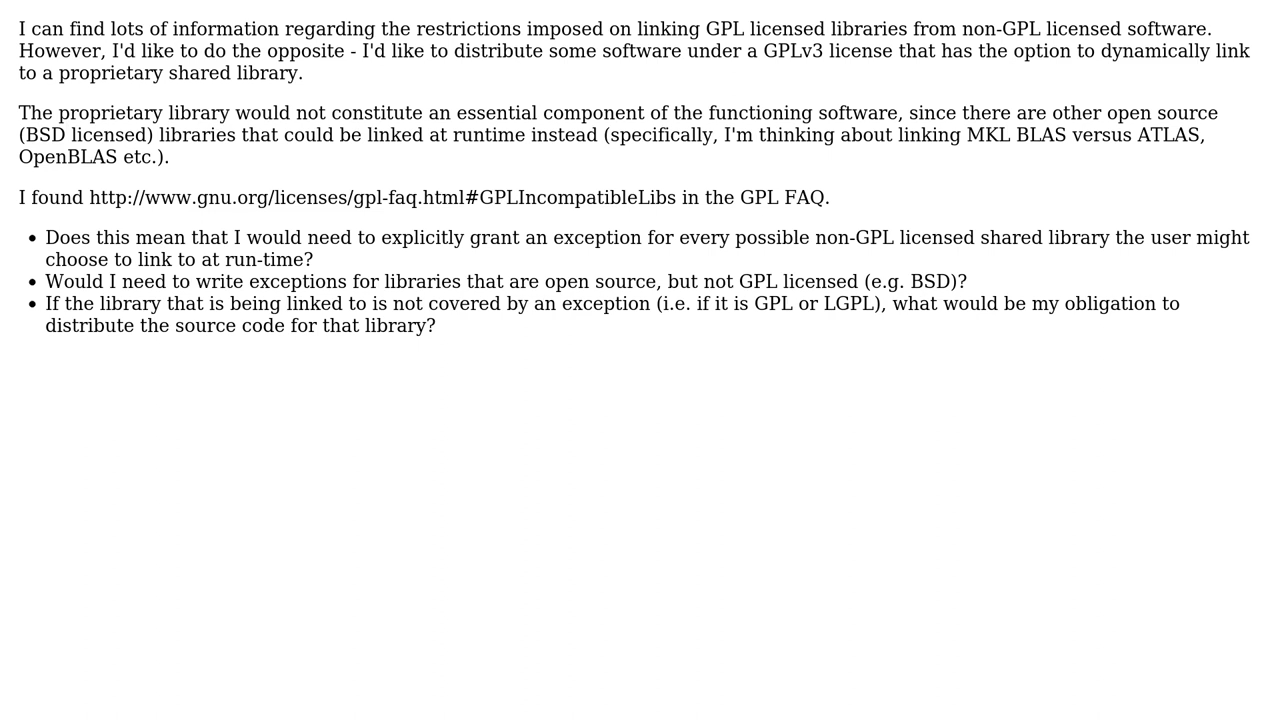 I can find lots of information regarding the restrictions imposed on linking GPL licensed libraries from non-GPL licensed software.
However, I'd like to do the opposite - I'd like to distribute some software under a GPLv3 license that has the option to dynamically link
to a proprietary shared library.
The proprietary library would not constitute an essential component of the functioning software, since there are other open source
(BSD licensed) libraries that could be linked at runtime instead (specifically, I'm thinking about linking MKL BLAS versus ATLAS,
OpenBLAS etc.).
I found http://www.gnu.org/licenses/gpl-faq.html#GPLIncompatibleLibs in the GPL FAQ.
• Does this mean that I would need to explicitly grant an exception for every possible non-GPL licensed shared library the user might
choose to link to at run-time?
• Would I need to write exceptions for libraries that are open source, but not GPL licensed (e.g. BSD)?
• If the library that is being linked to is not covered by an exception (i.e. if it is GPL or LGPL), what would be my obligation to
distribute the source code for that library?